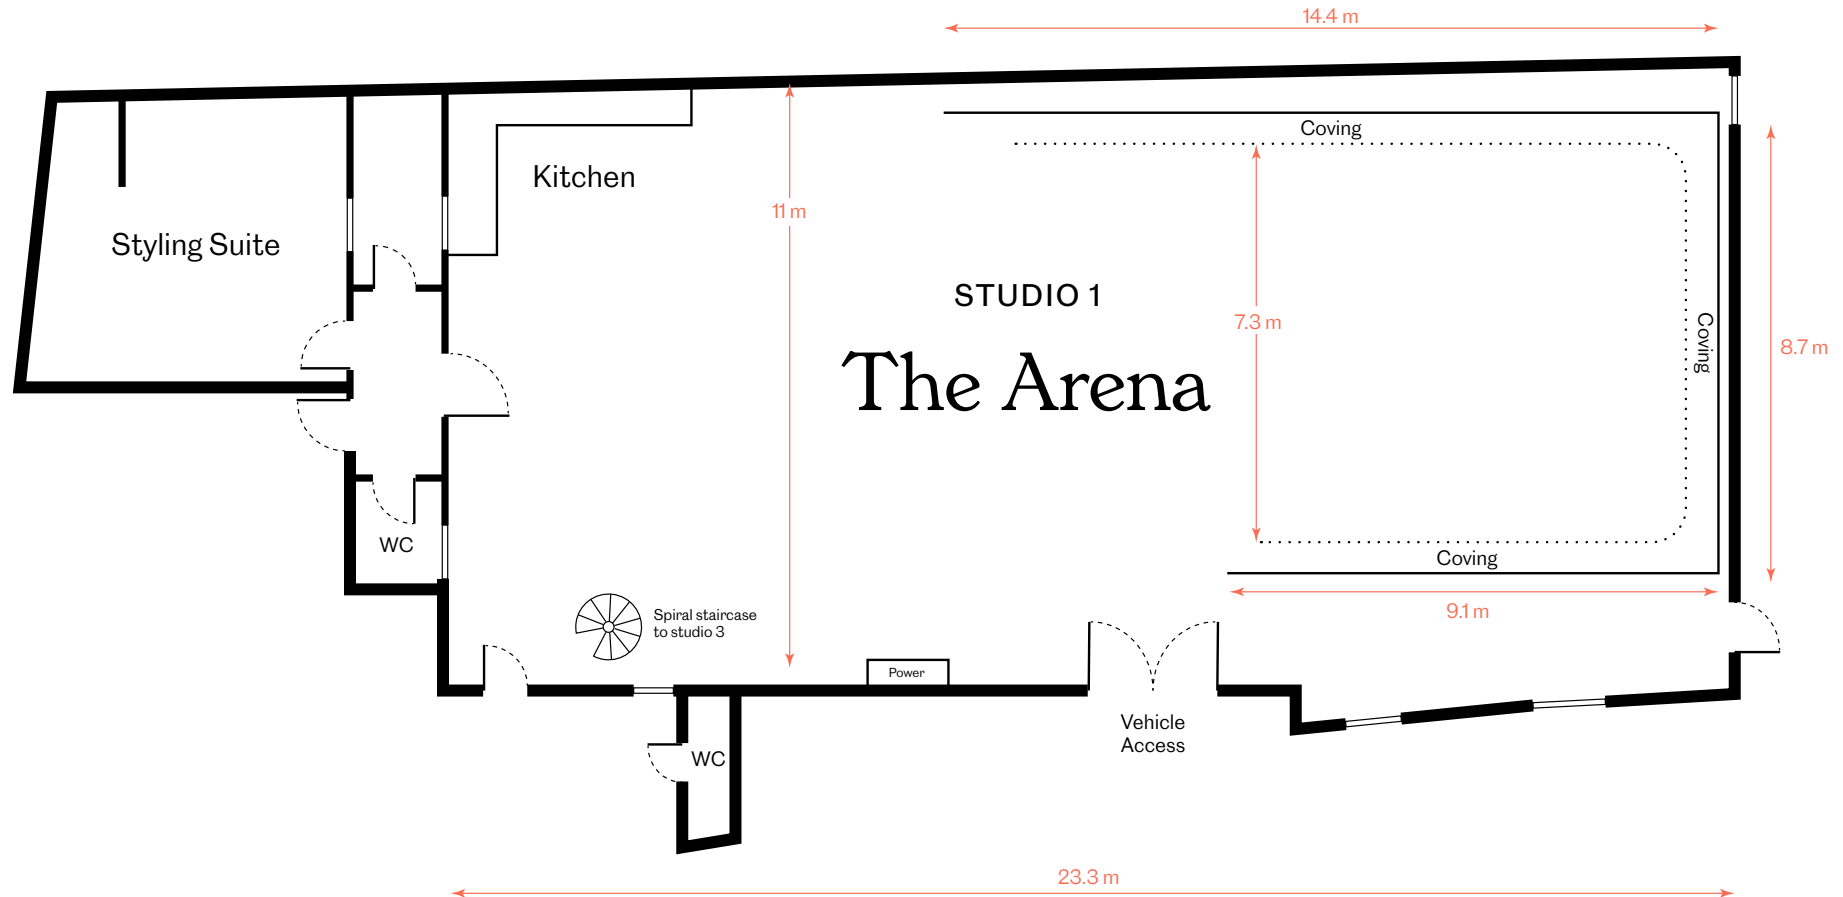 14.4 m
Coving
Kitchen
11 m
Styling Suite
STUDIO 1
7.3 m
Coving
8.7 m
The Arena
WC
Coving
9.1 m
Spiral staircase
to studio 3
Power
Vehicle
Access
WC
23.3 m